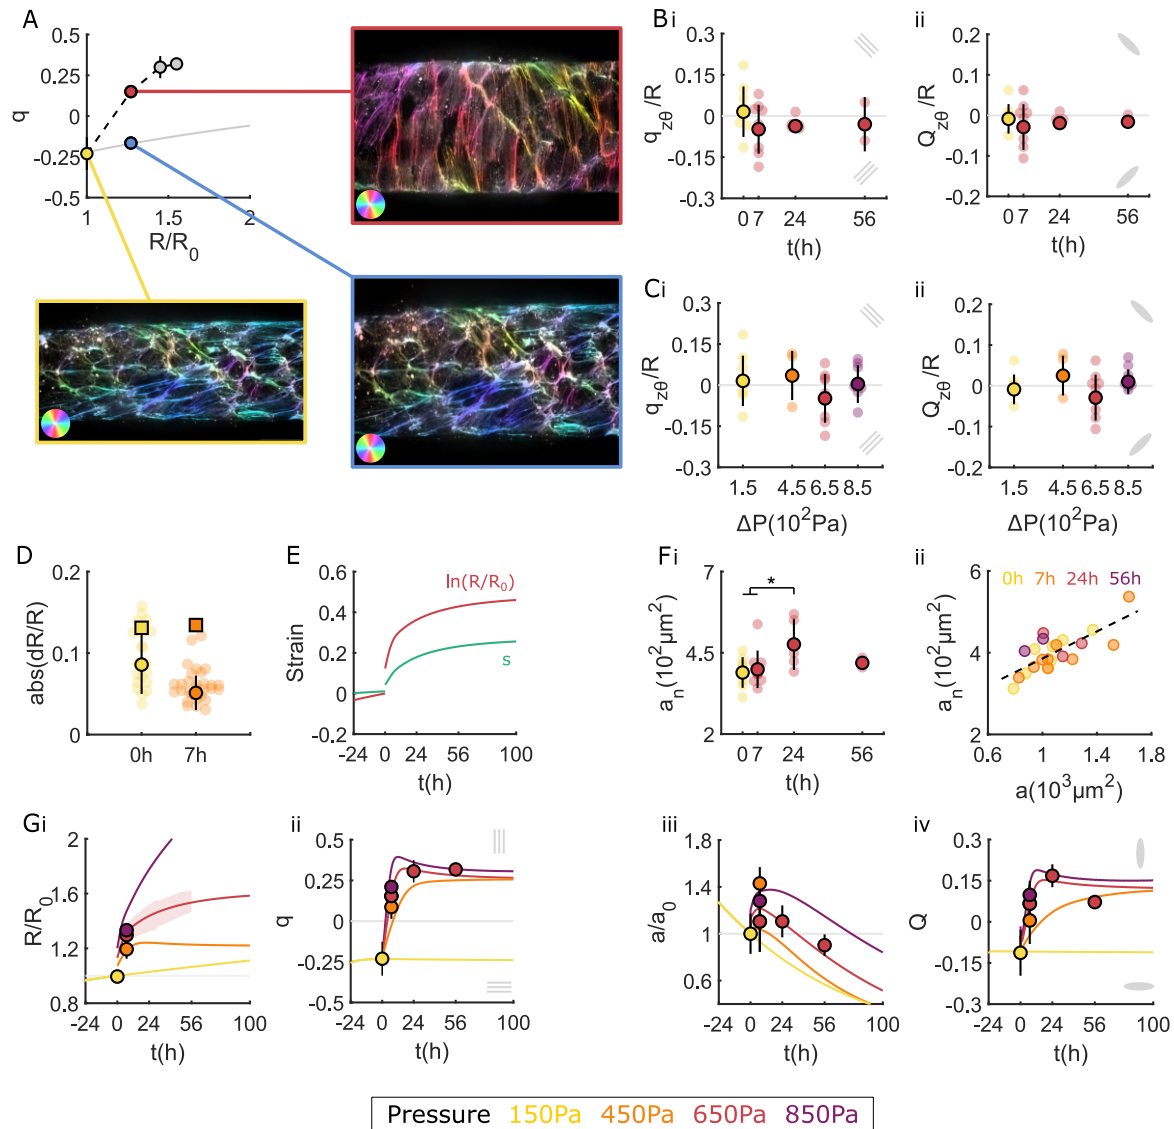 A
q
0.5
0.25
0
-0.25
-0.5
1
1.5
2
R/R0
Bi
qzθ/R
0.3
0.15
0
-0.15
-0.3
0 7 24 56
t(h)
ii
Qzθ/R
0.2
0.1
0
-0.1
-0.2
0 7 24 56
t(h)
Ci
qzθ/R
0.3
0.15
0
-0.15
-0.3
1.5 4.5 6.5 8.5
ΔP(10²Pa)
ii
Qzθ/R
0.2
0.1
0
-0.1
-0.2
1.5 4.5 6.5 8.5
ΔP(10²Pa)
D
abs(dR/R)
0.2
0.1
0
0h 7h
E
Strain
0.6
0.4
0.2
0
-0.2
ln(R/R0)
s
-24 0 24 56 100
t(h)
Fi
an(10²μm²)
7
4.5
2
*
0 7 24 56
t(h)
ii
an(10²μm²)
6
4
2
0h 7h 24h 56h
0.6 1 1.4 1.8
a(10³μm²)
Gi
R/R0
2
1.6
1.2
0.8
-24 0 24 56 100
t(h)
ii
q
0.5
0.25
0
-0.25
-0.5
-24 0 24 56 100
t(h)
iii
a/a0
1.8
1.4
1
0.6
-24 0 24 56 100
t(h)
iv
Q
0.3
0.15
0
-0.15
-0.3
-24 0 24 56 100
t(h)
Pressure 150Pa 450Pa 650Pa 850Pa